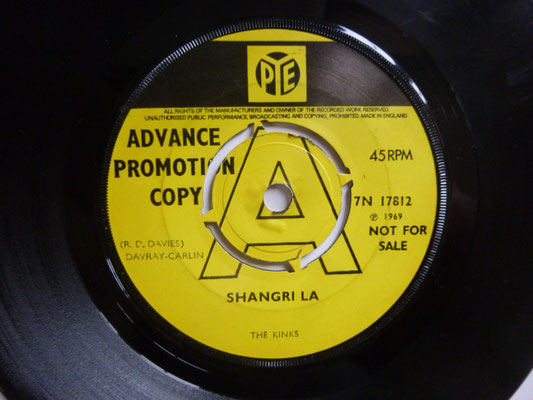 PYE
ALL RIGHTS OF THE MANUFACTURERS AND OWNER OF THE RECORDED WORK RESERVED
UNAUTHORISED PUBLIC PERFORMANCE, BROADCASTING AND COPYING, PROHIBITED. MADE IN ENGLAND
ADVANCE
PROMOTION
COPY
A
45 RPM
7N 17812
Ⓟ 1969
NOT FOR
SALE
(R. D. DAVIES)
DAVRAY-CARLIN
SHANGRI LA
THE KINKS